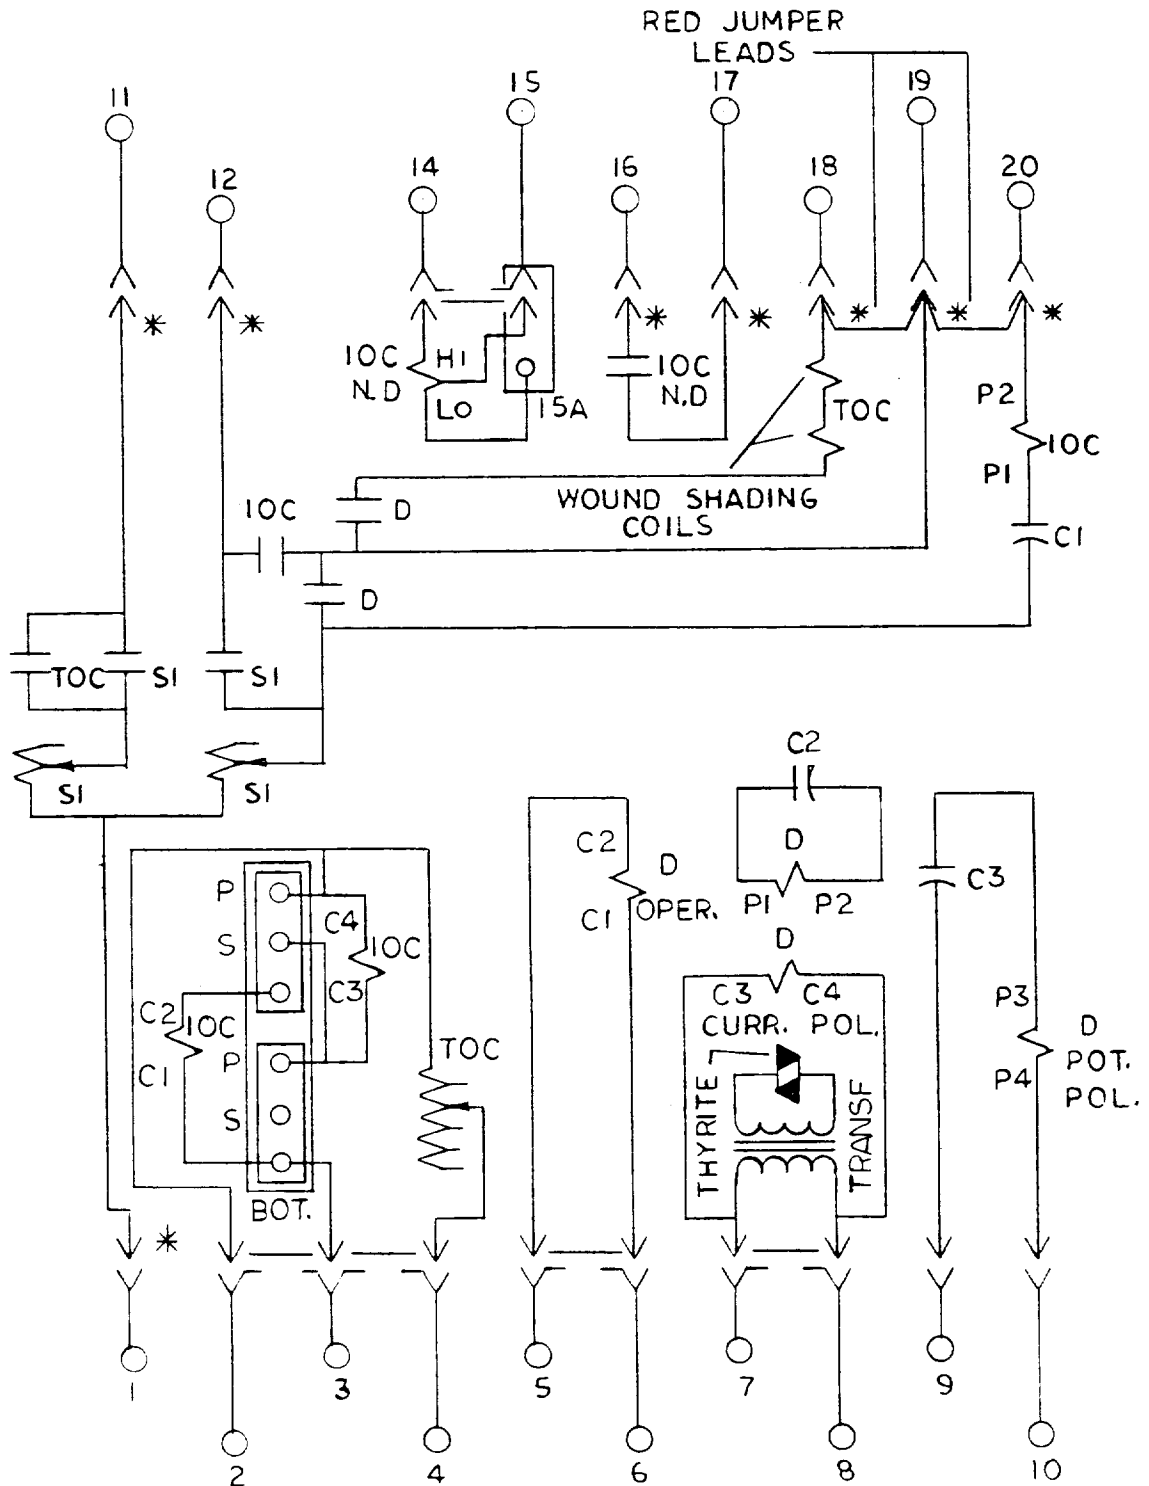 RED JUMPER
LEADS
11
12
14
15
16
17
18
19
20
*
*
*
*
*
*
*
IOC
N.D
HI
LO
15A
IOC
N.D
TOC
P2
IOC
P1
C1
WOUND SHADING
COILS
IOC
D
D
TOC
SI
SI
SI
SI
C2
D
P1
P2
C2
D
OPER.
C1
C3
P
S
C4
IOC
C3
C2
IOC
C1
P
S
BOT.
TOC
D
C3
C4
CURR. POL.
THYRITE
TRANSF
P3
D
POT.
POL.
P4
*
1
2
3
4
5
6
7
8
9
10